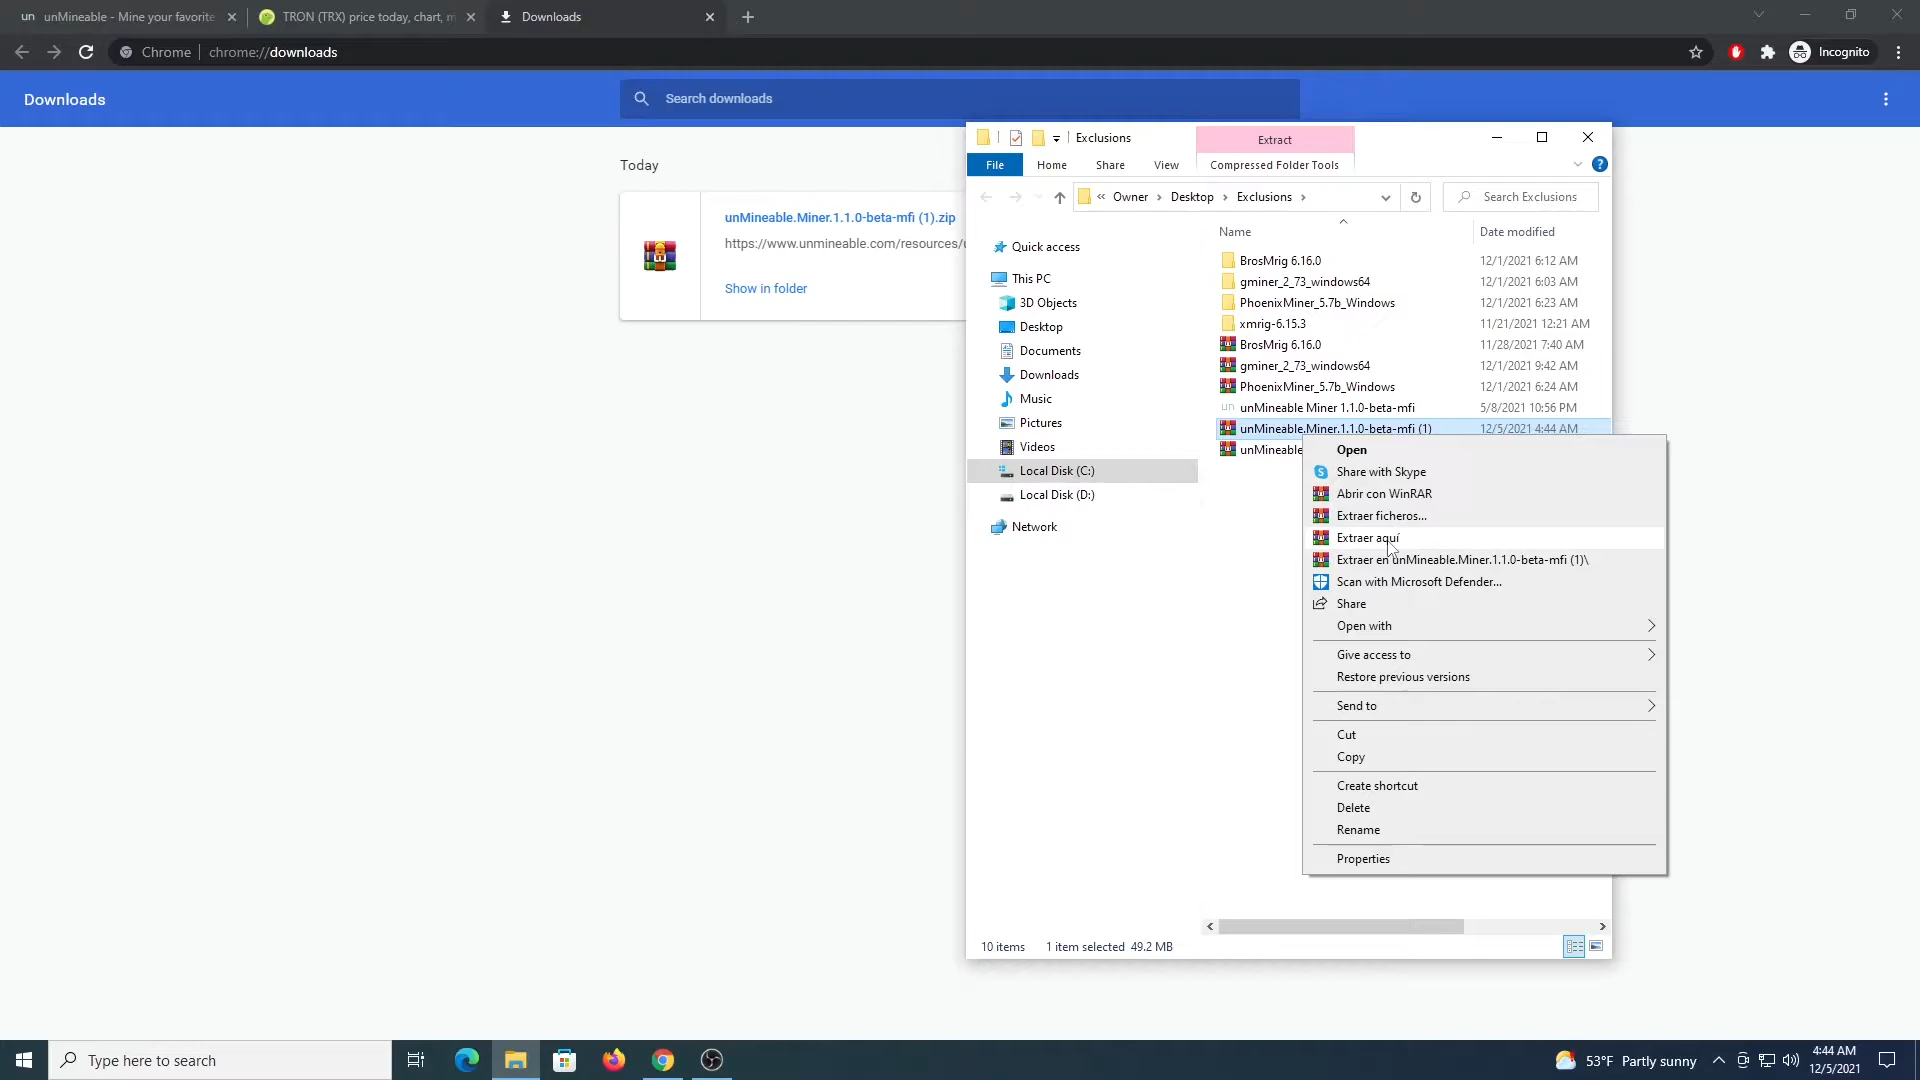 un unMineable - Mine your favorite
TRON (TRX) price today, chart, m
Downloads
Chrome chrome://downloads
Incognito
Downloads
Search downloads
Today
unMineable.Miner.1.1.0-beta-mfi (1).zip
https://www.unmineable.com/resources/
Show in folder
Exclusions
Extract
File Home Share View Compressed Folder Tools
« Owner > Desktop > Exclusions >
Search Exclusions
Name Date modified
Quick access
This PC
3D Objects
Desktop
Documents
Downloads
Music
Pictures
Videos
Local Disk (C:)
Local Disk (D:)
Network
BrosMrig 6.16.0 12/1/2021 6:12 AM
gminer_2_73_windows64 12/1/2021 6:03 AM
PhoenixMiner_5.7b_Windows 12/1/2021 6:23 AM
xmrig-6.15.3 11/21/2021 12:21 AM
BrosMrig 6.16.0 11/28/2021 7:40 AM
gminer_2_73_windows64 12/1/2021 9:42 AM
PhoenixMiner_5.7b_Windows 12/1/2021 6:24 AM
un unMineable Miner 1.1.0-beta-mfi 5/8/2021 10:56 PM
unMineable.Miner.1.1.0-beta-mfi (1) 12/5/2021 4:44 AM
unMineable
Open
Share with Skype
Abrir con WinRAR
Extraer ficheros...
Extraer aquí
Extraer en unMineable.Miner.1.1.0-beta-mfi (1)\
Scan with Microsoft Defender...
Share
Open with
Give access to
Restore previous versions
Send to
Cut
Copy
Create shortcut
Delete
Rename
Properties
10 items 1 item selected 49.2 MB
Type here to search
53°F Partly sunny
4:44 AM
12/5/2021